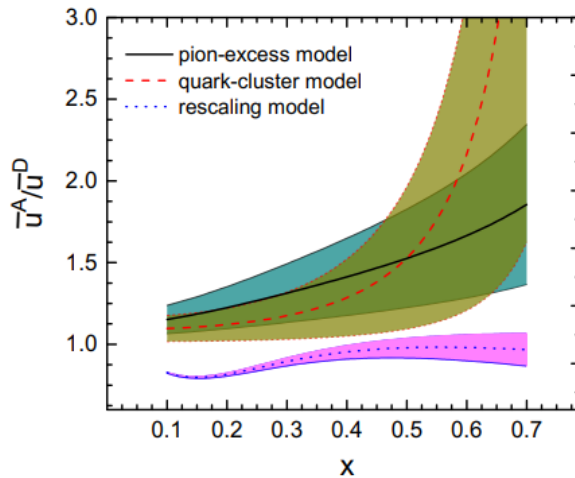 3.0
pion-excess model
quark-cluster model
rescaling model
2.5
2.0
1.5
1.0
u̅ᴬ/u̅ᴰ
0.1 0.2 0.3 0.4 0.5 0.6 0.7
x